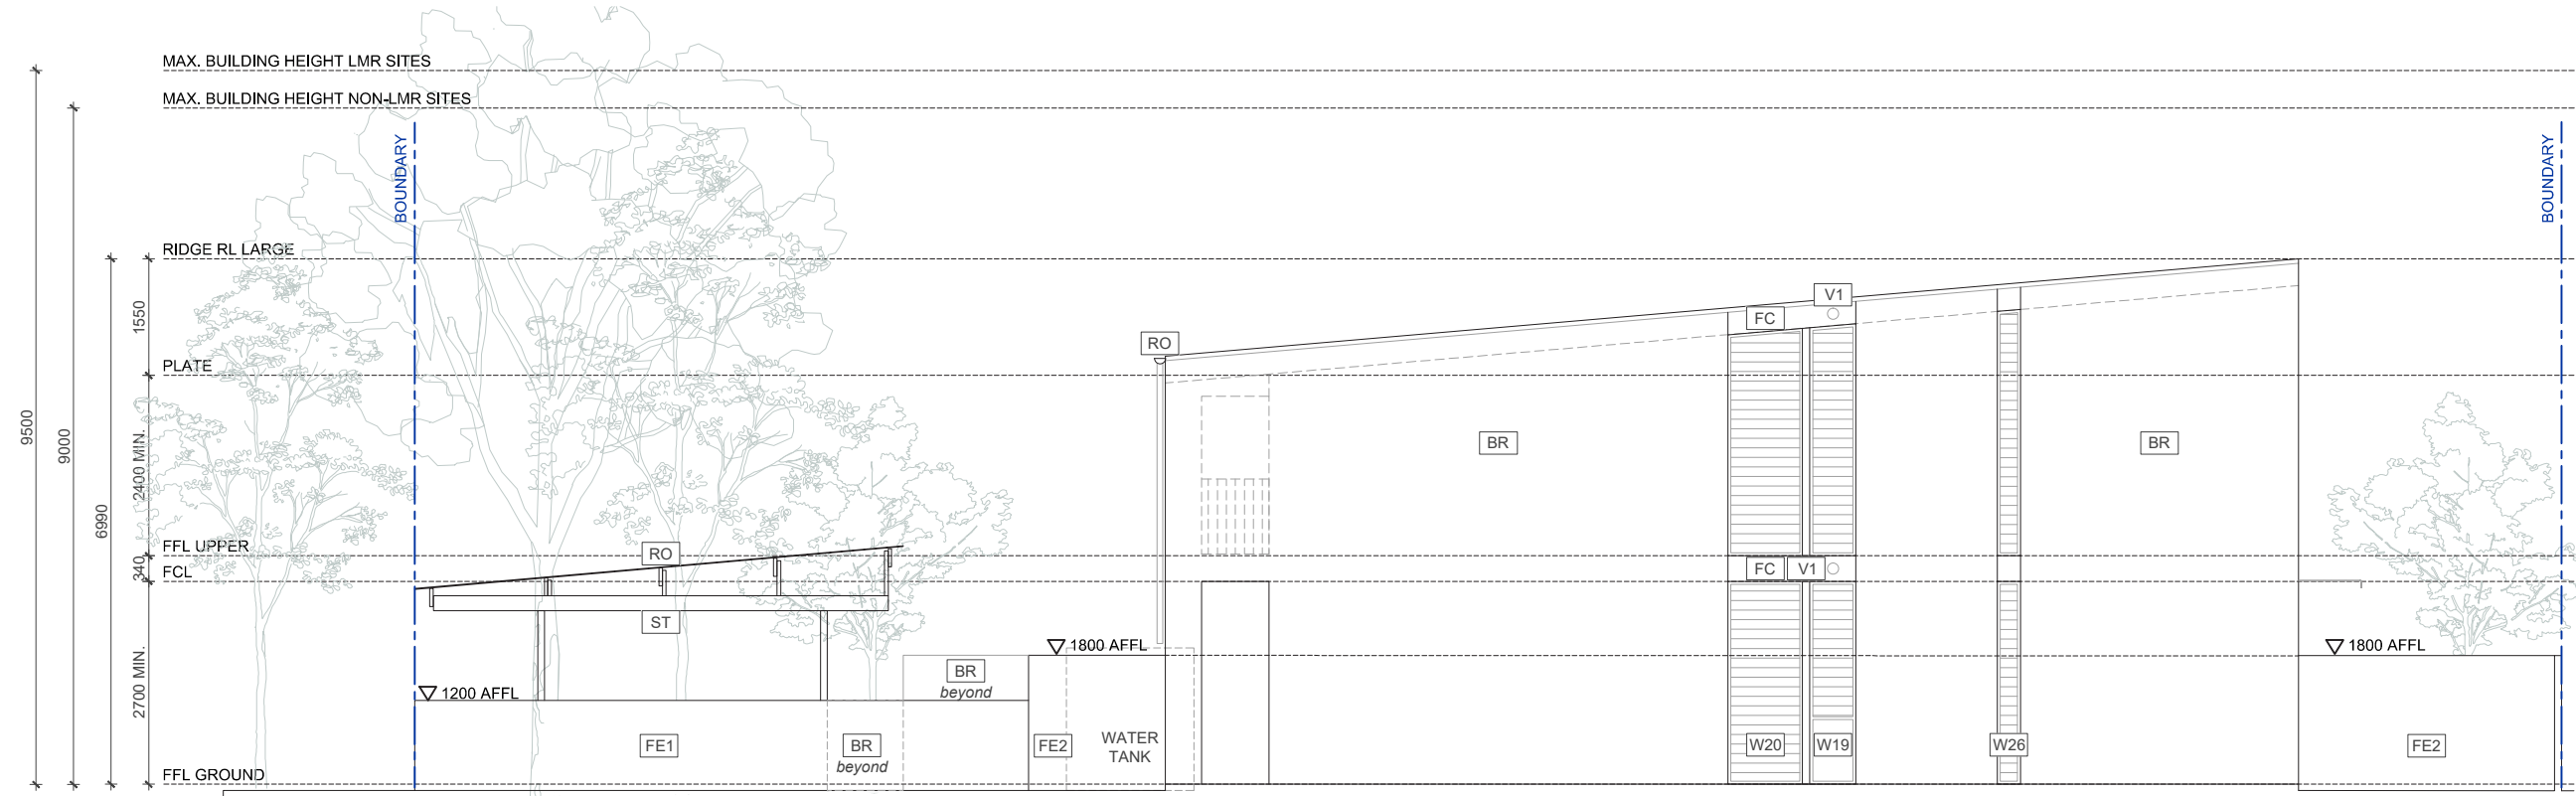 MAX. BUILDING HEIGHT LMR SITES
MAX. BUILDING HEIGHT NON-LMR SITES
BOUNDARY
BOUNDARY
RIDGE RL LARGE
V1
FC
1550
RO
PLATE
9500
9000
2400 MIN.
BR
BR
6990
FFL UPPER
RO
340
FCL
FC
V1
ST
1800 AFFL
1800 AFFL
2700 MIN.
BR
beyond
1200 AFFL
FE1
BR
beyond
FE2
WATER
TANK
W20
W19
W26
FE2
FFL GROUND